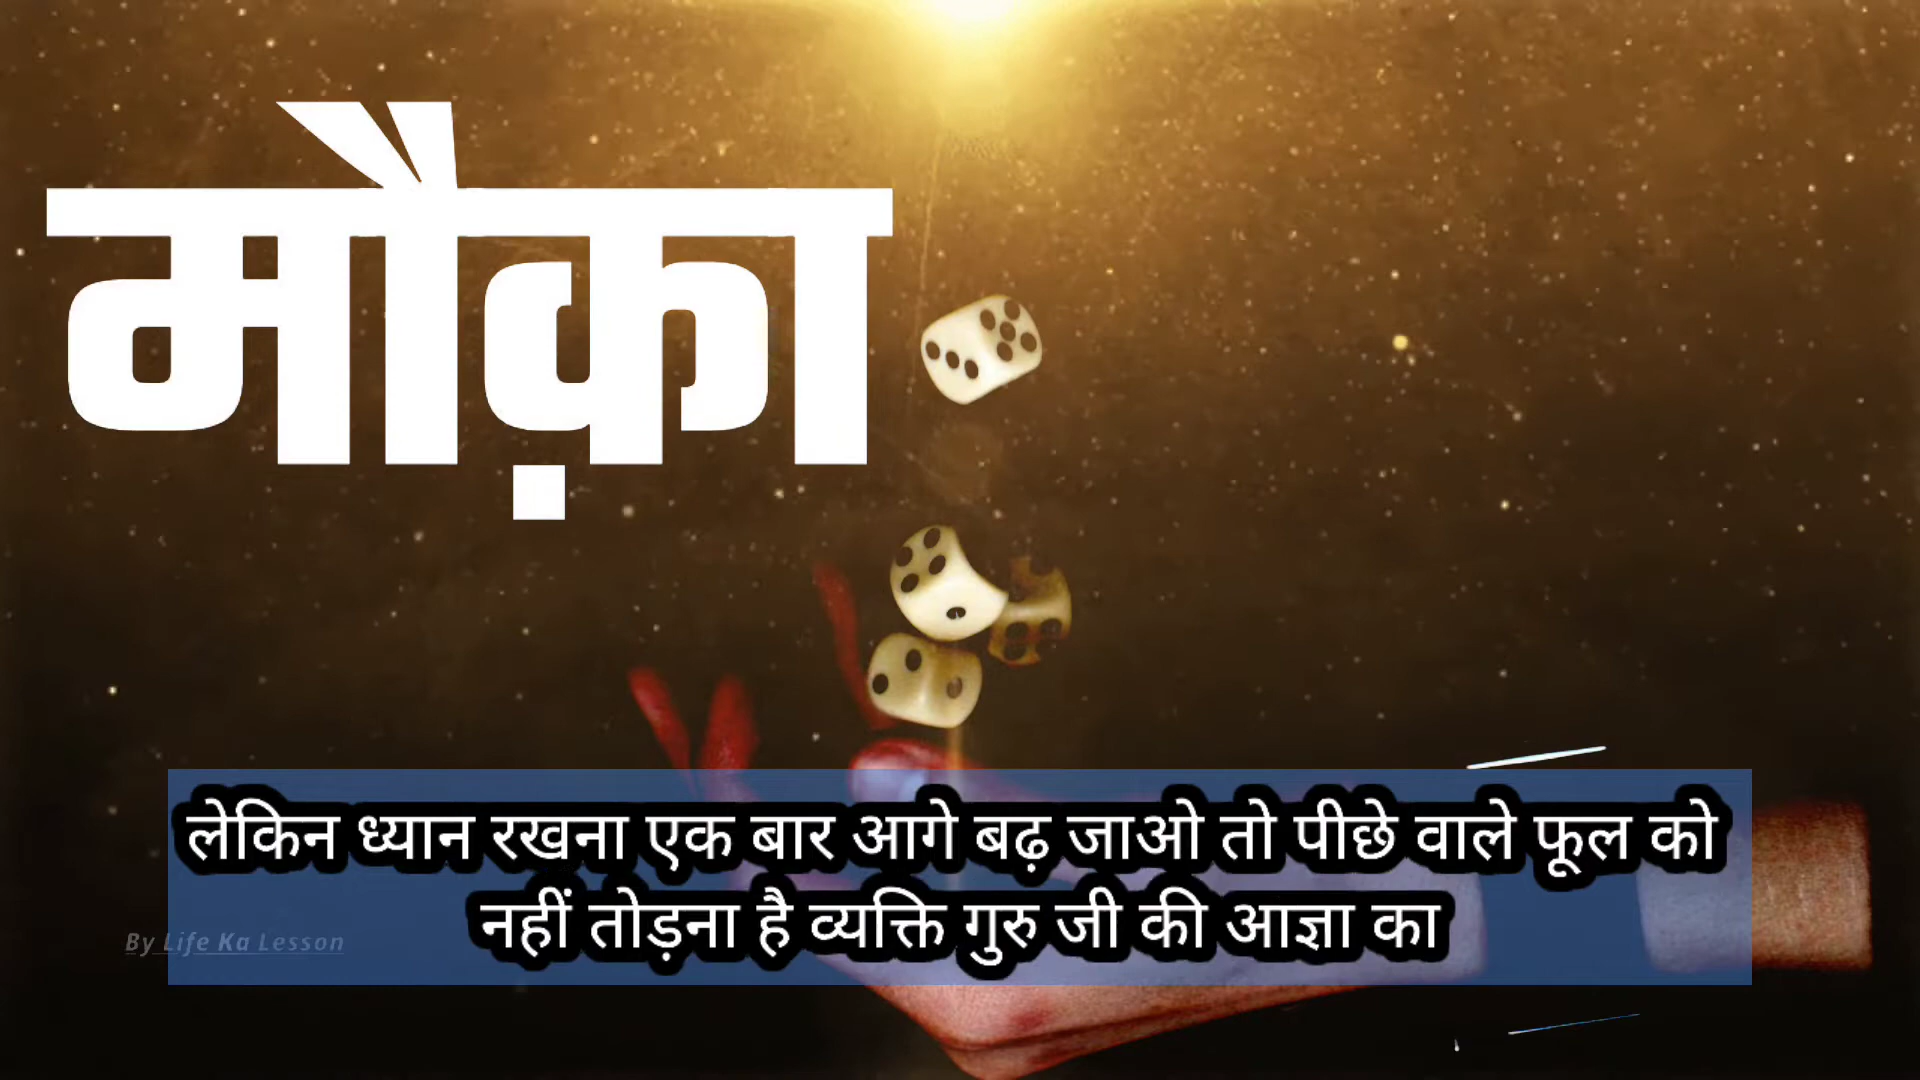 मौक़ा
लेकिन ध्यान रखना एक बार आगे बढ़ जाओ तो पीछे वाले फूल को
नहीं तोड़ना है व्यक्ति गुरु जी की आज्ञा का
By Life Ka Lesson